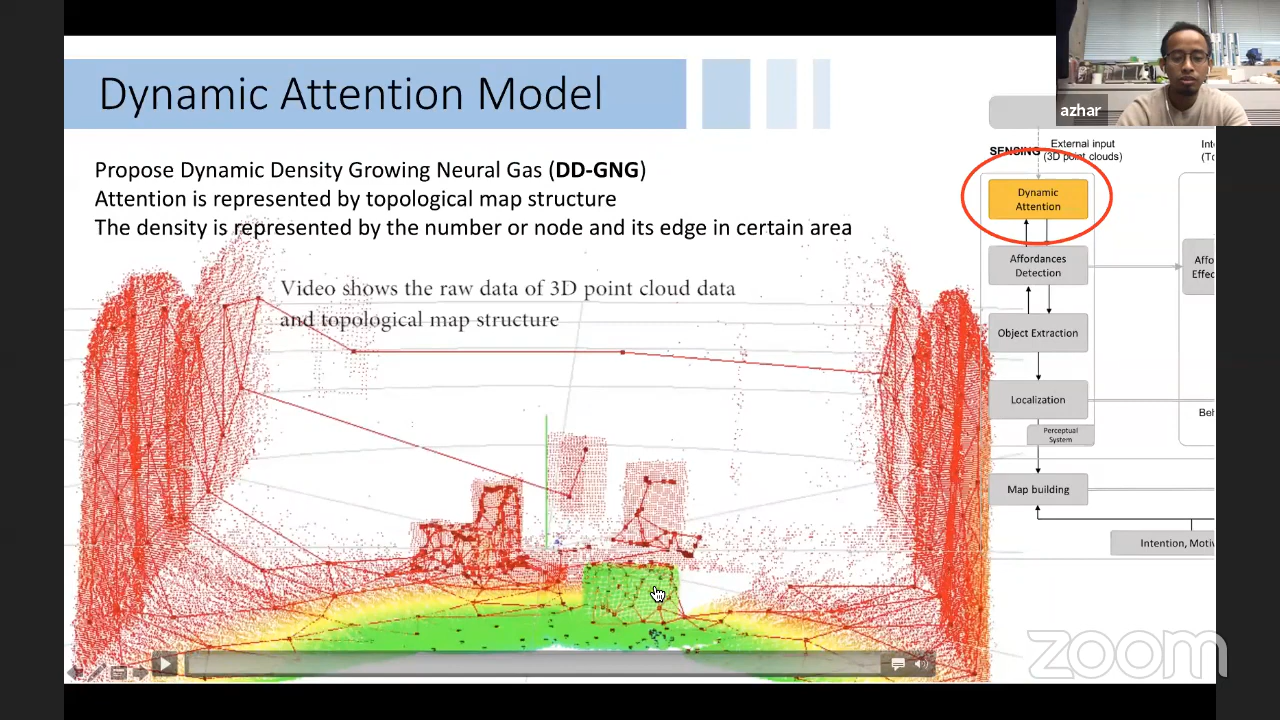 Dynamic Attention Model
azhar
Propose Dynamic Density Growing Neural Gas (DD-GNG)
Attention is represented by topological map structure
The density is represented by the number or node and its edge in certain area
Video shows the raw data of 3D point cloud data
and topological map structure
SENSING
External input
(3D point clouds)
Dynamic
Attention
Affordances
Detection
Object Extraction
Localization
Perceptual
System
Map building
zoom